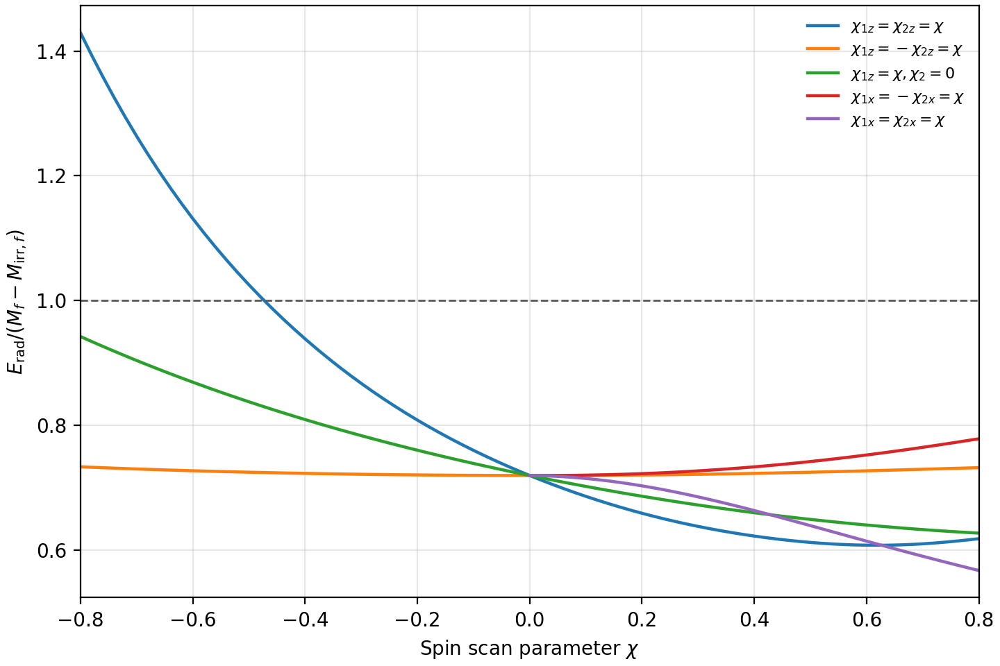 χ₁z = χ₂z = χ
χ₁z = −χ₂z = χ
χ₁z = χ, χ₂ = 0
χ₁x = −χ₂x = χ
χ₁x = χ₂x = χ
1.4
1.2
1.0
0.8
0.6
E_rad/(M_f − M_irr, f)
−0.8 −0.6 −0.4 −0.2 0.0 0.2 0.4 0.6 0.8
Spin scan parameter χ